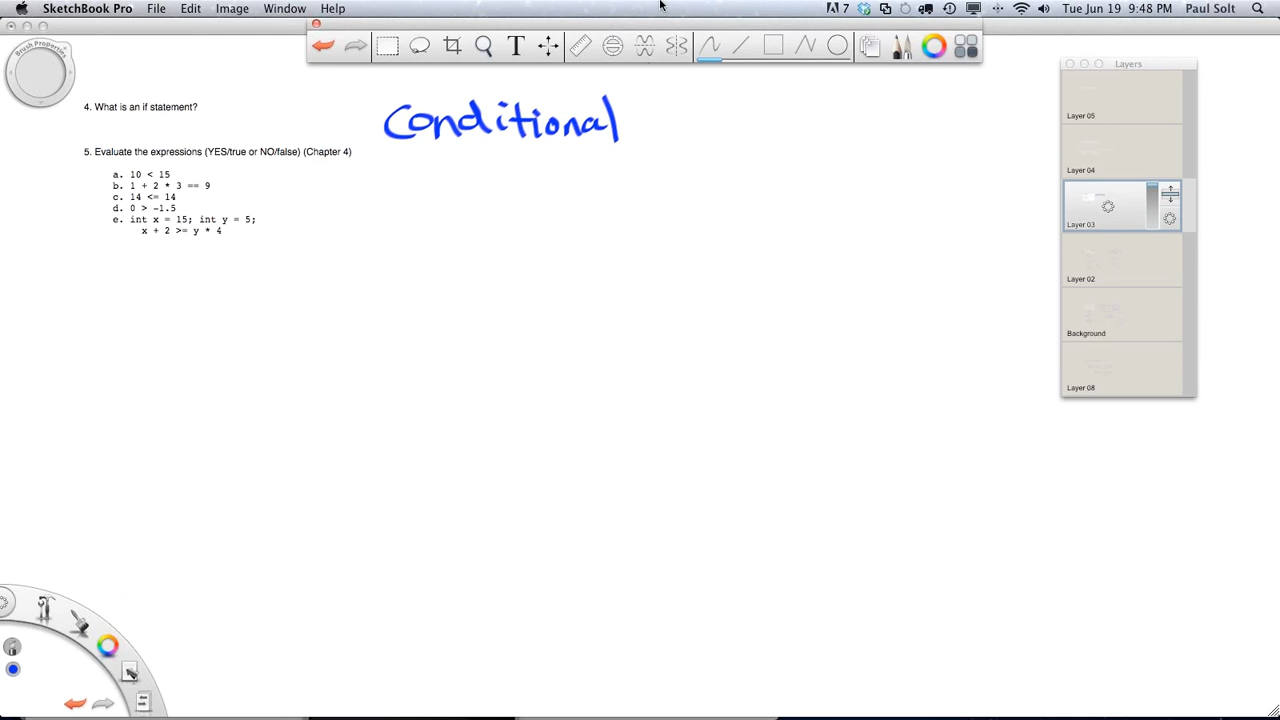 SketchBook Pro File Edit Image Window Help 7 Tue Jun 19 9:48 PM Paul Solt
Brush Properties
T
Layers
4. What is an if statement?
Conditional
Layer 05
5. Evaluate the expressions (YES/true or NO/false) (Chapter 4)
a. 10 < 15
Layer 04
b. 1 + 2 * 3 == 9
c. 14 <= 14
d. 0 > -1.5
e. int x = 15; int y = 5;
Layer 03
x + 2 >= y * 4
Layer 02
Background
Layer 08